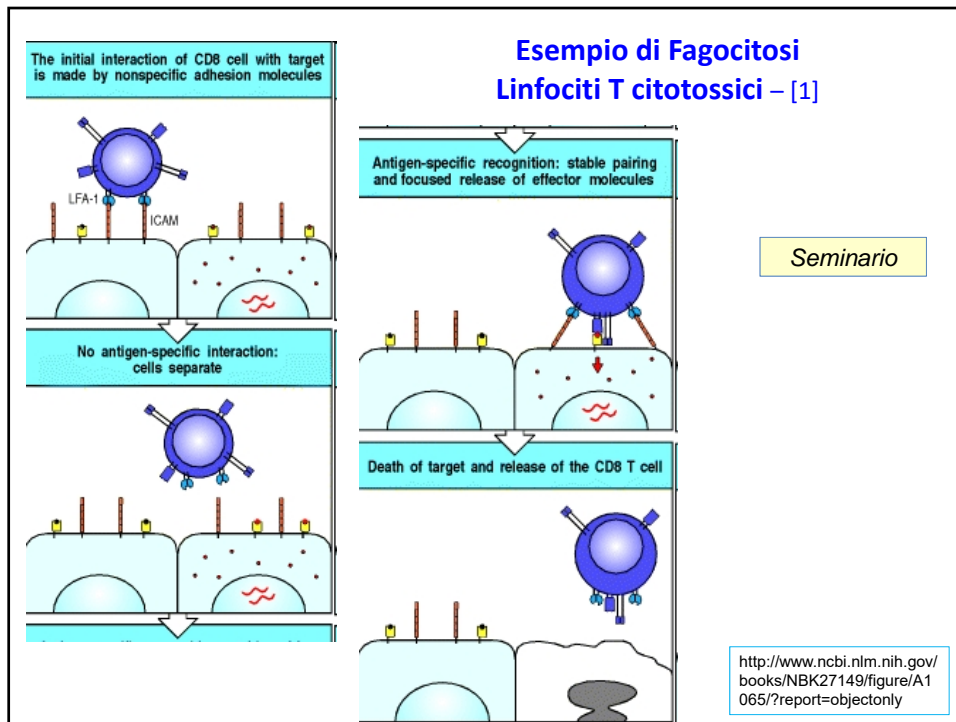 Esempio di Fagocitosi
Linfociti T citotossici – [1]
The initial interaction of CD8 cell with target
is made by nonspecific adhesion molecules
LFA-1
ICAM
No antigen-specific interaction:
cells separate
Antigen-specific recognition: stable pairing
and focused release of effector molecules
Death of target and release of the CD8 T cell
Seminario
http://www.ncbi.nlm.nih.gov/
books/NBK27149/figure/A1
065/?report=objectonly